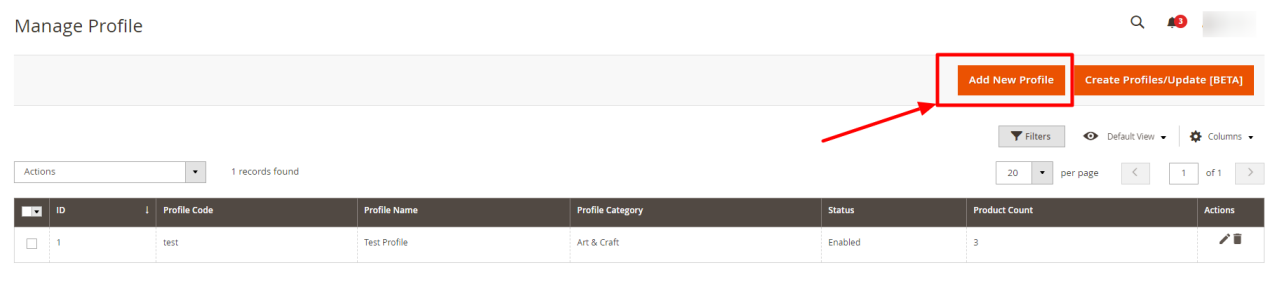 Manage Profile
3
Add New Profile Create Profiles/Update [BETA]
Filters Default View Columns
Actions 1 records found 20 per page 1 of 1
ID Profile Code Profile Name Profile Category Status Product Count Actions
1 test Test Profile Art & Craft Enabled 3